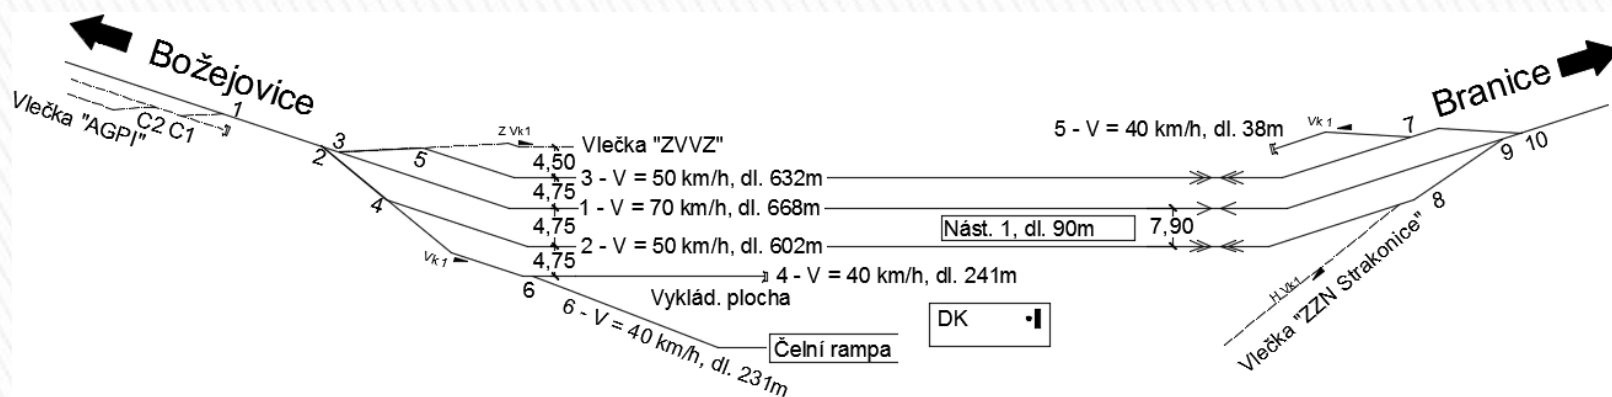 Božejovice
Branice
Vlečka "AGPI"
C2 C1
1
2
3
4
5
6
Z Vk1
Vlečka "ZVVZ"
4,50
3 - V = 50 km/h, dl. 632m
4,75
1 - V = 70 km/h, dl. 668m
4,75
2 - V = 50 km/h, dl. 602m
4,75
4 - V = 40 km/h, dl. 241m
Vk1
Vyklád. plocha
6 - V = 40 km/h, dl. 231m
Čelní rampa
DK
Nást. 1, dl. 90m
7,90
5 - V = 40 km/h, dl. 38m
Vk 1
7
8
9
10
H Vk1
Vlečka "ZZN Strakonice"